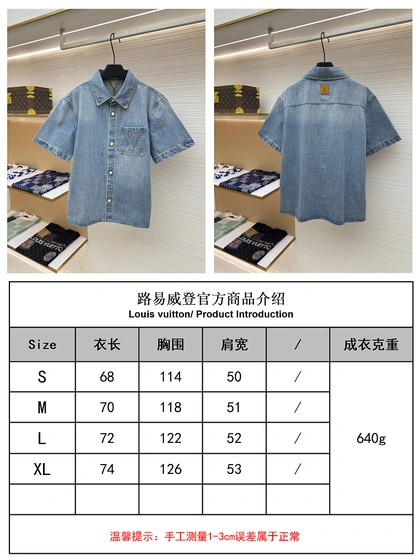 LOUIS VUITTON
路易威登官方商品介绍
Louis vuitton/ Product Introduction
Size 衣长 胸围 肩宽 / 成衣克重
S 68 114 50 /
M 70 118 51 /
L 72 122 52 /
XL 74 126 53 /
640g
温馨提示：手工测量1-3cm误差属于正常